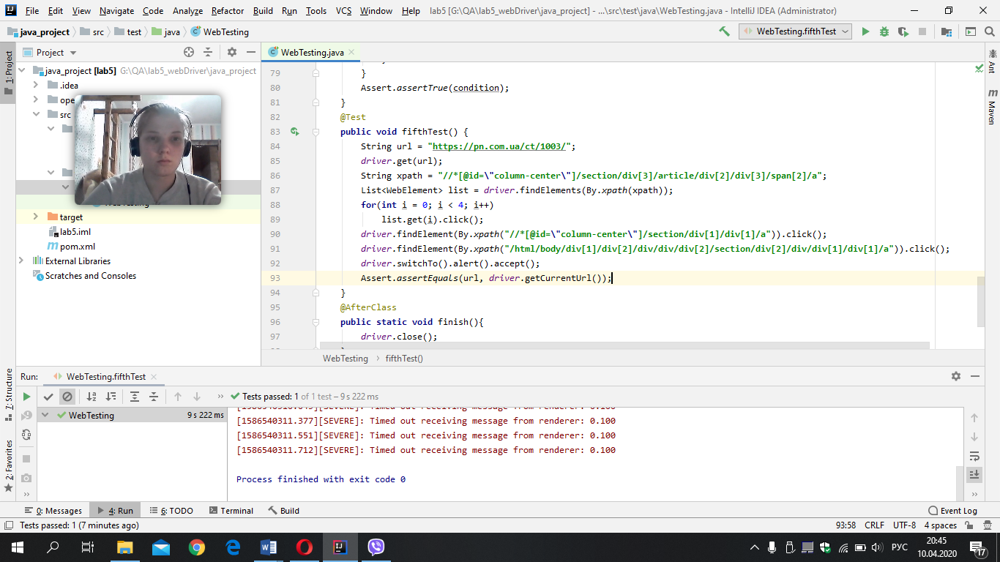 File Edit View Navigate Code Analyze Refactor Build Run Tools VCS Window Help lab5 [G:\QA\lab5_webDriver\java_project] - ...\src\test\java\WebTesting.java - IntelliJ IDEA (Administrator)
java_project src test java WebTesting WebTesting.fifthTest
1: Project
Project
WebTesting.java
Ant
Maven
java_project [lab5] G:\QA\lab5_webDriver\java_project
.idea
ope
src
WebTesting
target
lab5.iml
pom.xml
External Libraries
Scratches and Consoles
79 }
80 Assert.assertTrue(condition);
81 }
82 @Test
83 public void fifthTest() {
84 String url = "https://pn.com.ua/ct/1003/";
85 driver.get(url);
86 String xpath = "//*[@id=\"column-center\"]/section/div[3]/article/div[2]/div[3]/span[2]/a";
87 List<WebElement> list = driver.findElements(By.xpath(xpath));
88 for(int i = 0; i < 4; i++)
89 list.get(i).click();
90 driver.findElement(By.xpath("//*[@id=\"column-center\"]/section/div[1]/div[1]/a")).click();
91 driver.findElement(By.xpath("/html/body/div[1]/div[2]/div/div/div[2]/section/div[2]/div/div[1]/div[1]/a")).click();
92 driver.switchTo().alert().accept();
93 Assert.assertEquals(url, driver.getCurrentUrl());
94 }
95 @AfterClass
96 public static void finish(){
97 driver.close();
WebTesting fifthTest()
7: Structure
2: Favorites
Run: WebTesting.fifthTest
Tests passed: 1 of 1 test – 9 s 222 ms
WebTesting 9 s 222 ms
[SEVERE]: Timed out receiving message from renderer: 0.100
[1586540311.377][SEVERE]: Timed out receiving message from renderer: 0.100
[1586540311.551][SEVERE]: Timed out receiving message from renderer: 0.100
[1586540311.712][SEVERE]: Timed out receiving message from renderer: 0.100
Process finished with exit code 0
0: Messages 4: Run 6: TODO Terminal Build Event Log
Tests passed: 1 (7 minutes ago) 93:58 CRLF UTF-8 4 spaces
РУС 20:45
10.04.2020
17